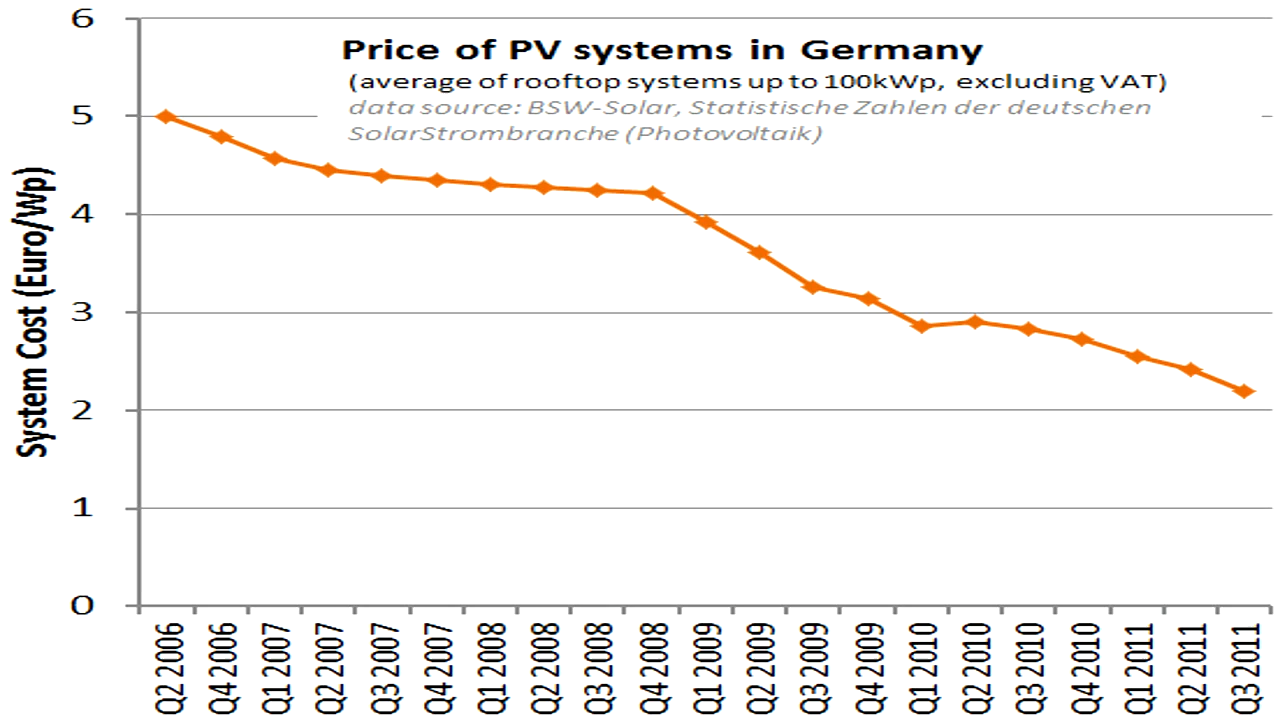 Price of PV systems in Germany
(average of rooftop systems up to 100kWp, excluding VAT)
data source: BSW-Solar, Statistische Zahlen der deutschen
SolarStrombranche (Photovoltaik)
System Cost (Euro/Wp)
6
5
4
3
2
1
0
Q2 2006
Q4 2006
Q1 2007
Q2 2007
Q3 2007
Q4 2007
Q1 2008
Q2 2008
Q3 2008
Q4 2008
Q1 2009
Q2 2009
Q3 2009
Q4 2009
Q1 2010
Q2 2010
Q3 2010
Q4 2010
Q1 2011
Q2 2011
Q3 2011